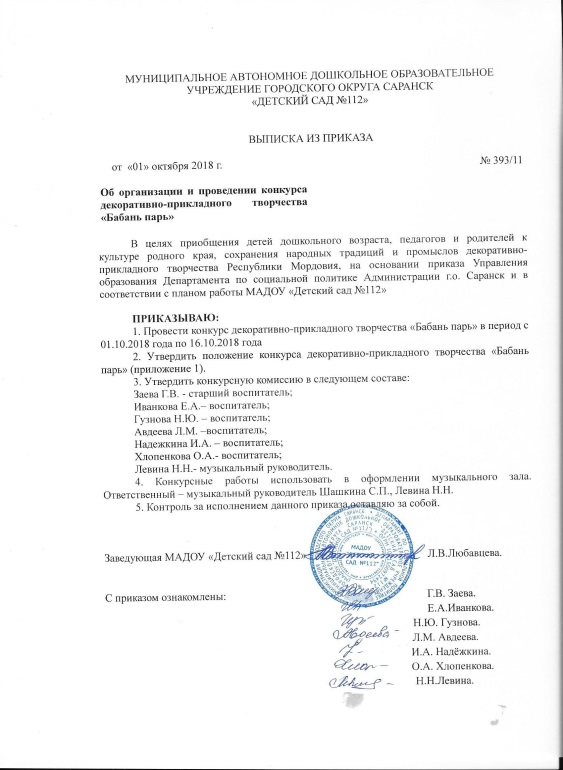 МУНИЦИПАЛЬНОЕ АВТОНОМНОЕ ДОШКОЛЬНОЕ ОБРАЗОВАТЕЛЬНОЕ
УЧРЕЖДЕНИЕ ГОРОДСКОГО ОКРУГА САРАНСК
«ДЕТСКИЙ САД №112»
ВЫПИСКА ИЗ ПРИКАЗА
от «01» октября 2018 г. № 393/11
Об организации и проведении конкурса
декоративно-прикладного творчества
«Бабань парь»
В целях приобщения детей дошкольного возраста, педагогов и родителей к
культуре родного края, сохранения народных традиций и промыслов декоративно-
прикладного творчества Республики Мордовия, на основании приказа Управления
образования Департамента по социальной политике Администрации г.о. Саранск и в
соответствии с планом работы МАДОУ «Детский сад №112»
ПРИКАЗЫВАЮ:
1. Провести конкурс декоративно-прикладного творчества «Бабань парь» в период с
01.10.2018 года по 16.10.2018 года
2. Утвердить положение конкурса декоративно-прикладного творчества «Бабань
парь» (приложение 1).
3. Утвердить конкурсную комиссию в следующем составе:
Заева Г.В. - старший воспитатель;
Иванкова Е.А.– воспитатель;
Гузнова Н.Ю. – воспитатель;
Авдеева Л.М. –воспитатель;
Надежкина И.А. – воспитатель;
Хлопенкова О.А.- воспитатель;
Левина Н.Н.- музыкальный руководитель.
4. Конкурсные работы использовать в оформлении музыкального зала.
Ответственный – музыкальный руководитель Шашкина С.П., Левина Н.Н.
5. Контроль за исполнением данного приказа оставляю за собой.
МАДОУ
САД №112"
Заведующая МАДОУ «Детский сад №112» Л.В.Любавцева.
С приказом ознакомлены: Г.В. Заева.
Е.А.Иванкова.
Н.Ю. Гузнова.
Л.М. Авдеева.
И.А. Надёжкина.
О.А. Хлопенкова.
Н.Н.Левина.